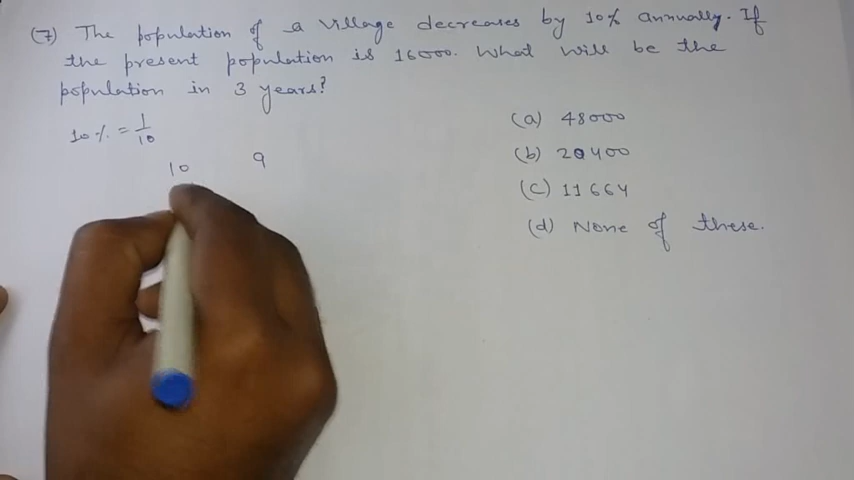 (7) The population of a village decreases by 10% annually. If
the present population is 16000. What will be the
population in 3 years?
10% = 1/10
10 9
(a) 48000
(b) 20400
(c) 11664
(d) None of these.